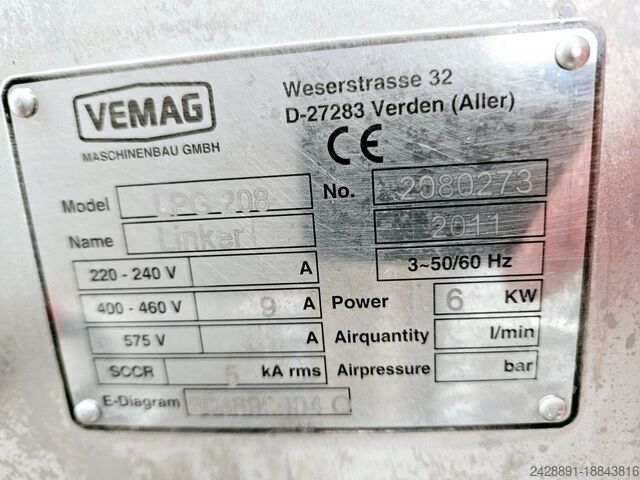 VEMAG
MASCHINENBAU GMBH
Weserstrasse 32
D-27283 Verden (Aller)
CE
Model LPG 208 No. 2080273
Name Linker 2011
220 - 240 V A 3~50/60 Hz
400 - 460 V 9 A Power 6 KW
575 V A Airquantity l/min
SCCR 5 kA rms Airpressure bar
E-Diagram
2428891-18843816